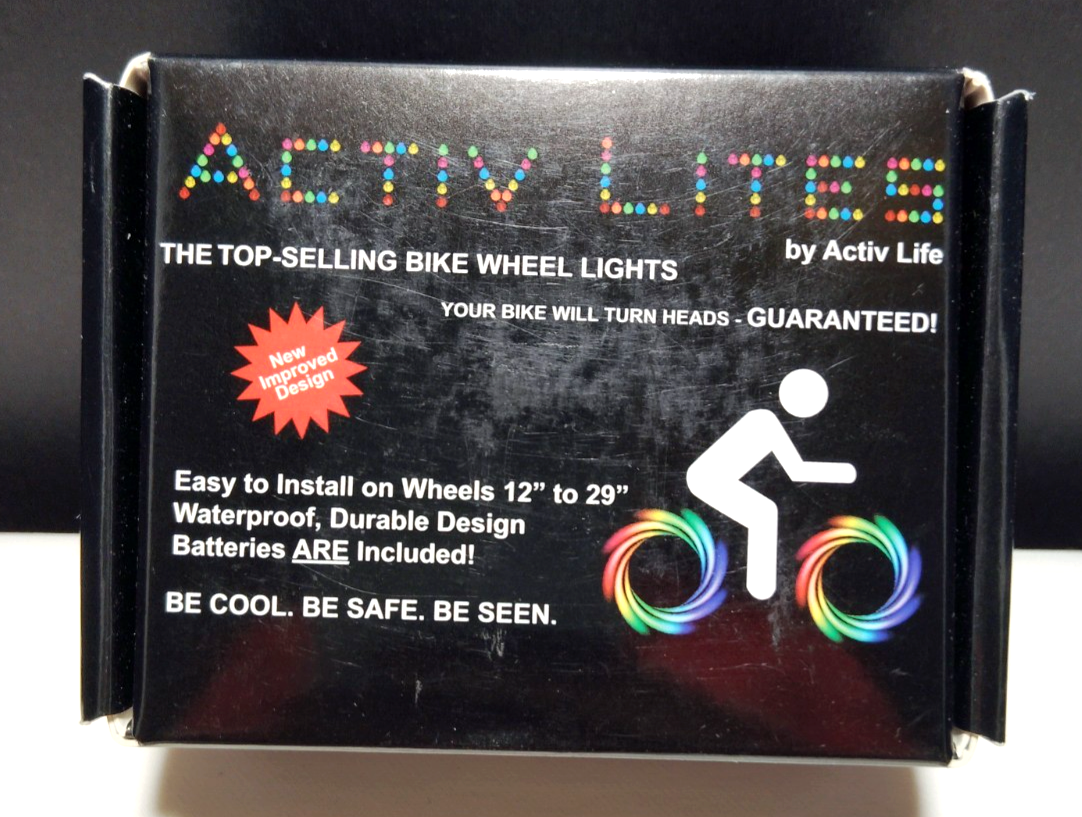 ACTIV LITES
by Activ Life
THE TOP-SELLING BIKE WHEEL LIGHTS
YOUR BIKE WILL TURN HEADS - GUARANTEED!
New
Improved
Design
Easy to Install on Wheels 12” to 29”
Waterproof, Durable Design
Batteries ARE Included!
BE COOL. BE SAFE. BE SEEN.